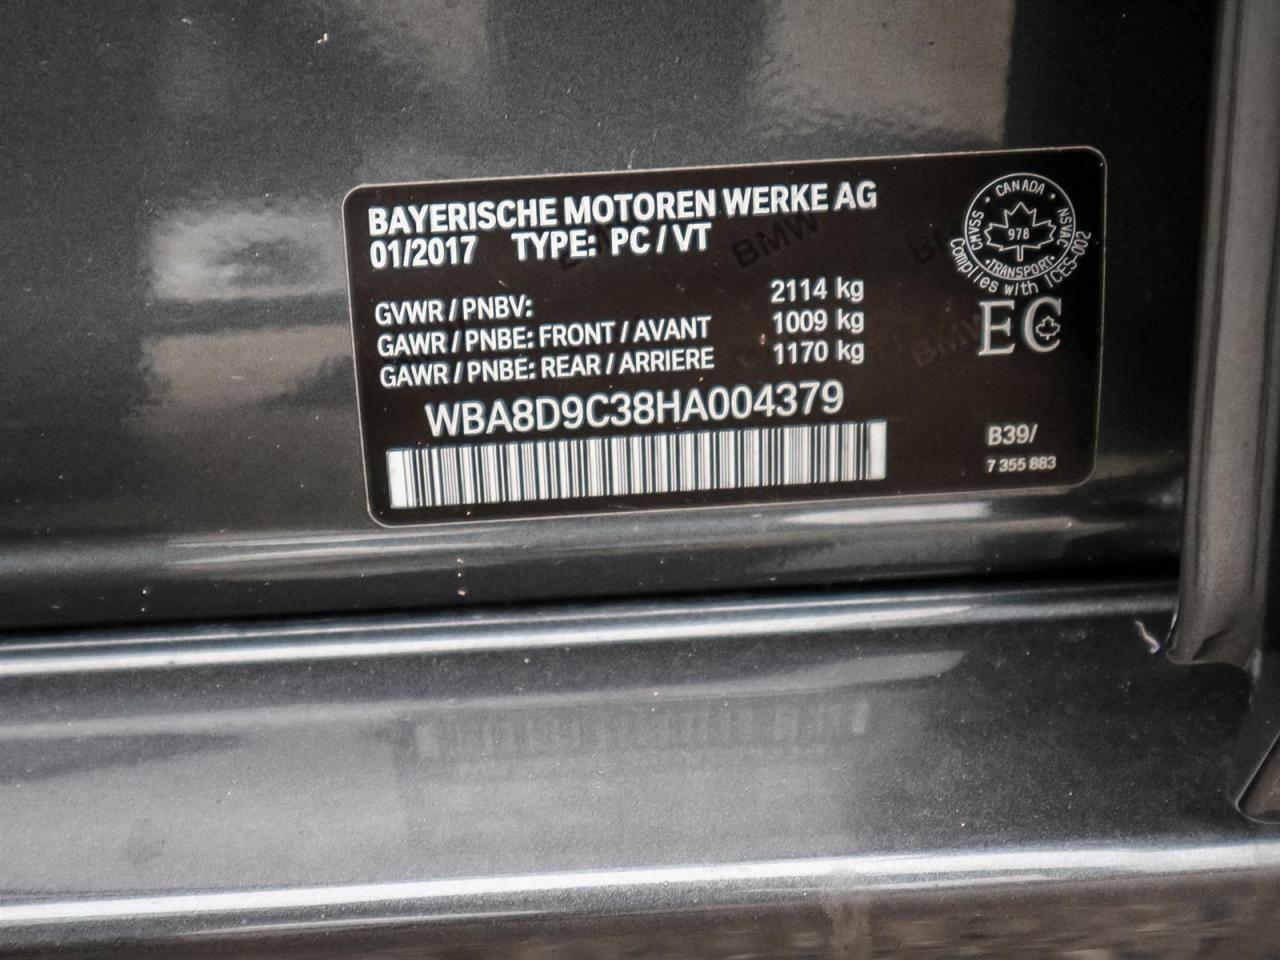 BAYERISCHE MOTOREN WERKE AG
01/2017 TYPE: PC / VT
GVWR / PNBV: 2114 kg
GAWR / PNBE: FRONT / AVANT 1009 kg
GAWR / PNBE: REAR / ARRIERE 1170 kg
WBA8D9C38HA004379
CANADA
CMVSS 978 NSVAC
TRANSPORT
Complies with ICES-002
EC
B39/
7 355 883
BMW
BMW